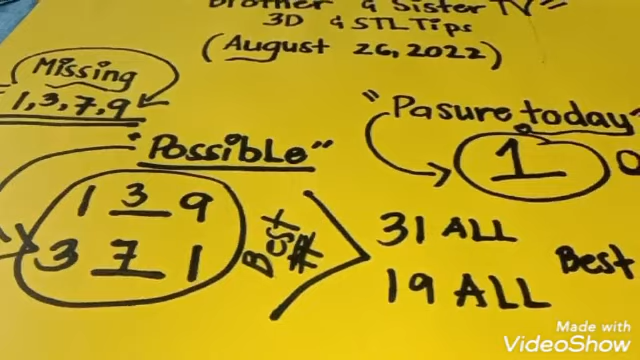 Brother & Sister TV"
3D & STL Tips
(August 26, 2022)
Missing
1,3,7,9
"Pasure today"
1
"Possible"
1 3 9
3 7 1
Best #
31 ALL
19 ALL
Best
Made with
VideoShow